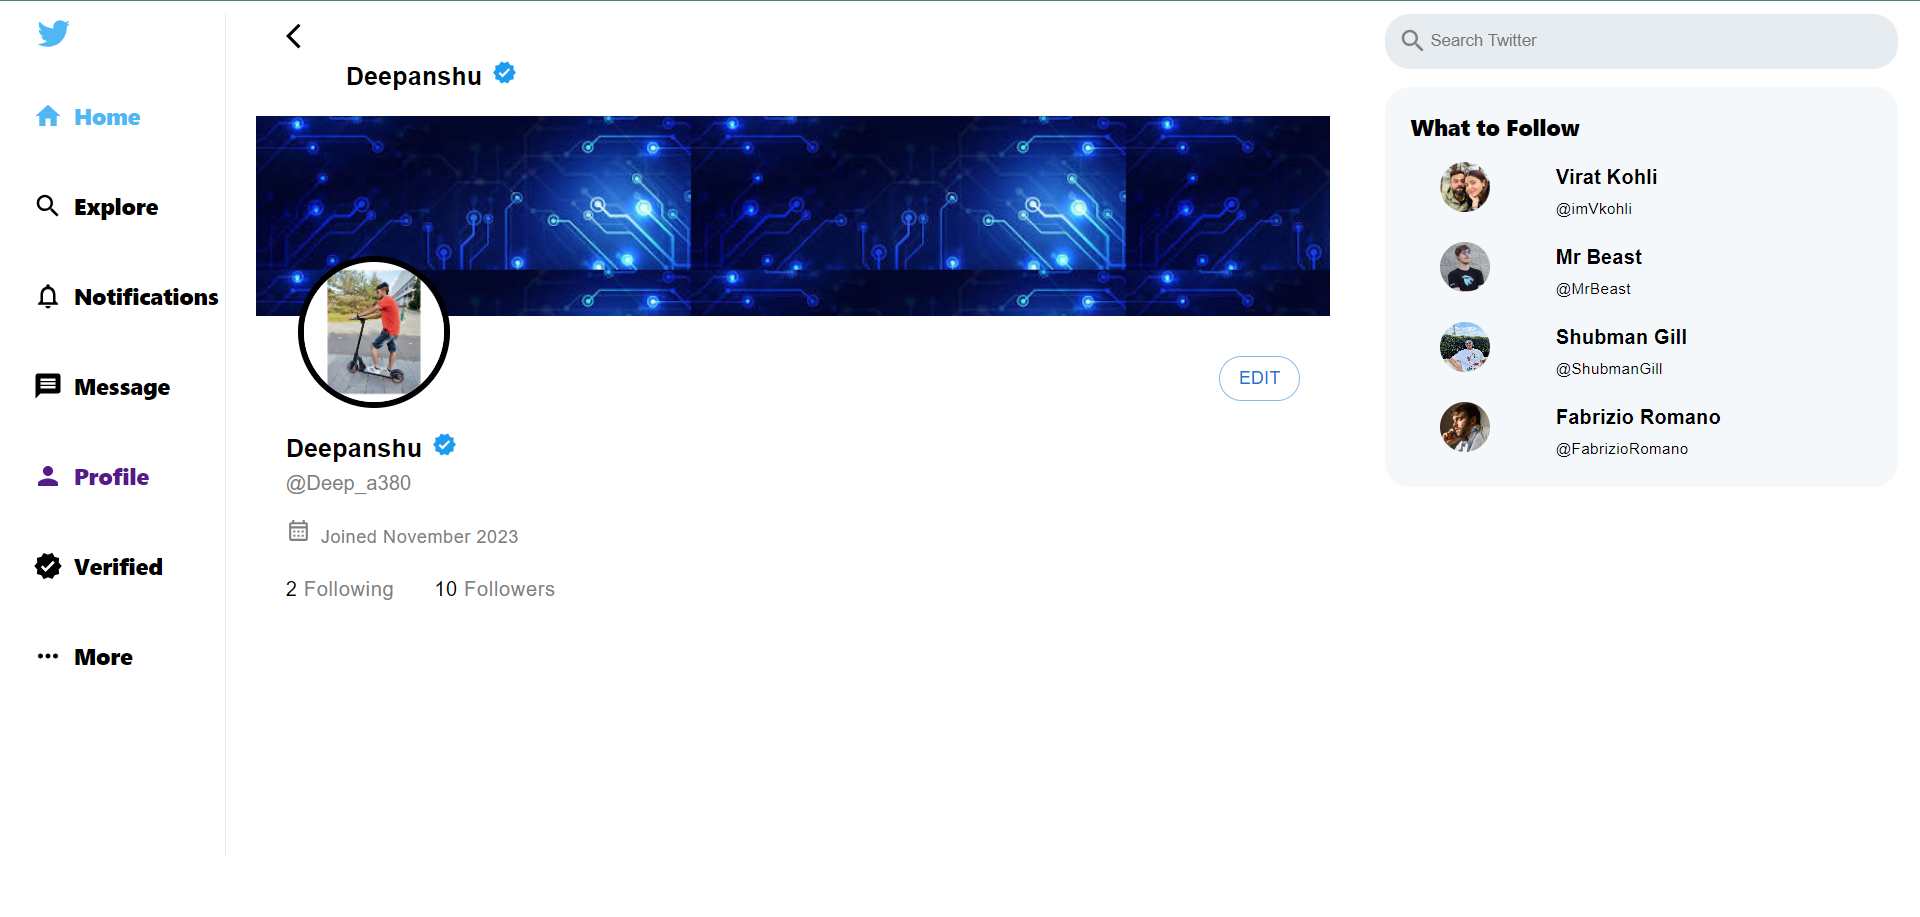 Home
Explore
Notifications
Message
Profile
Verified
More
Deepanshu
EDIT
Deepanshu
@Deep_a380
Joined November 2023
2 Following 10 Followers
Search Twitter
What to Follow
Virat Kohli
@imVkohli
Mr Beast
@MrBeast
Shubman Gill
@ShubmanGill
Fabrizio Romano
@FabrizioRomano